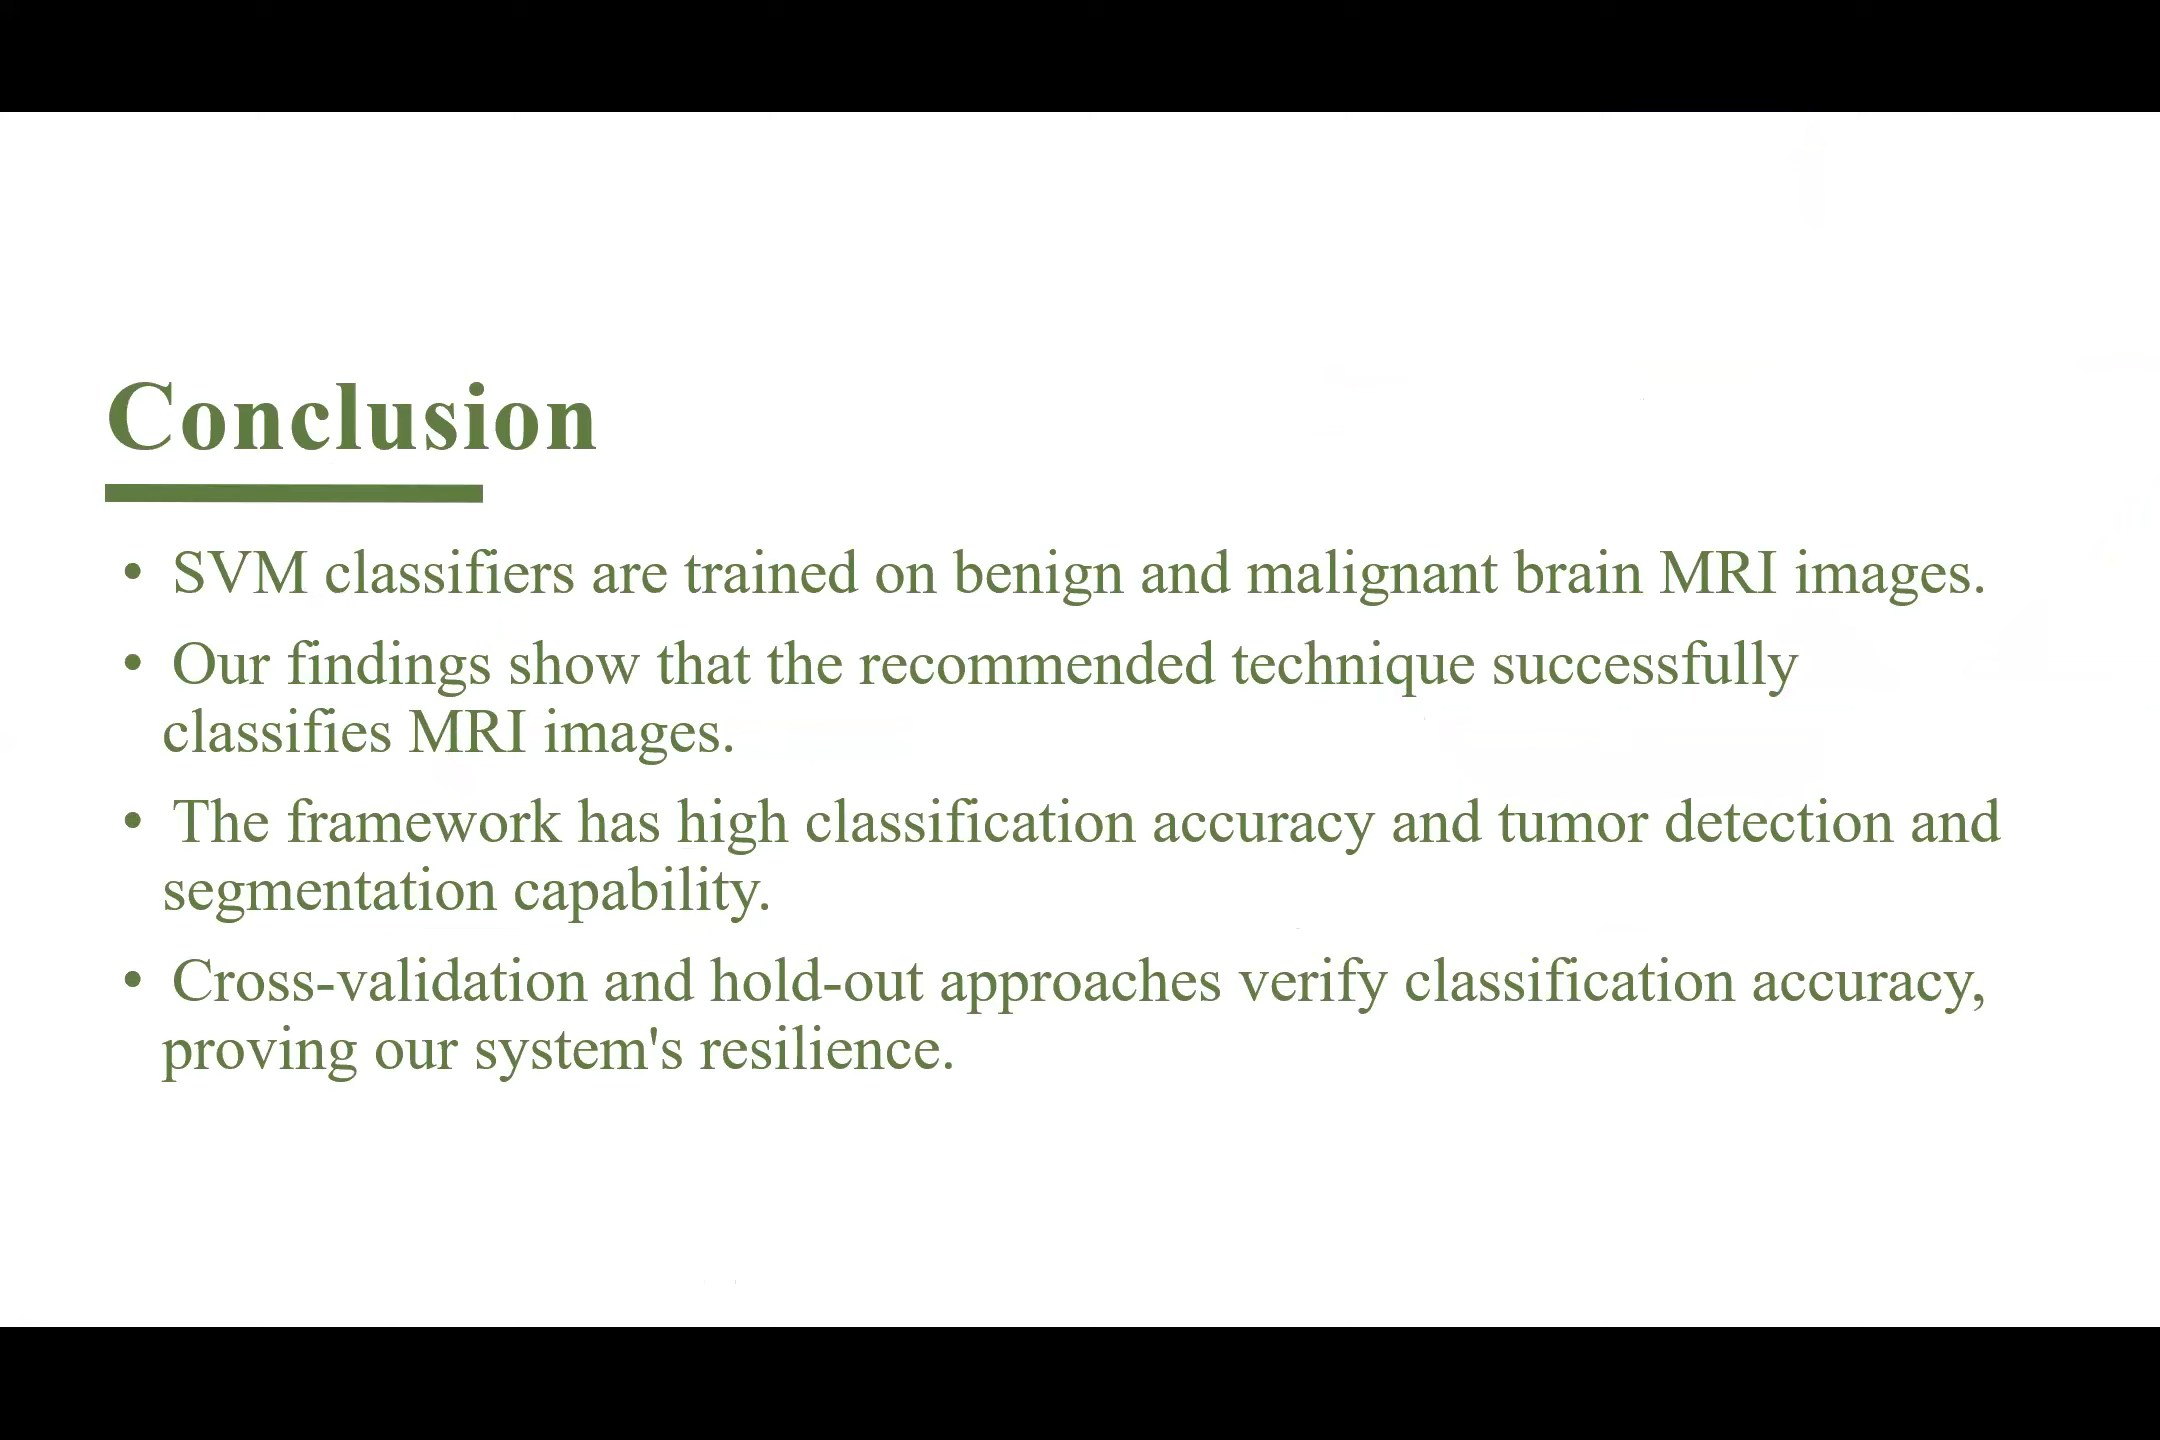 Conclusion
• SVM classifiers are trained on benign and malignant brain MRI images.
• Our findings show that the recommended technique successfully
classifies MRI images.
• The framework has high classification accuracy and tumor detection and
segmentation capability.
• Cross-validation and hold-out approaches verify classification accuracy,
proving our system's resilience.